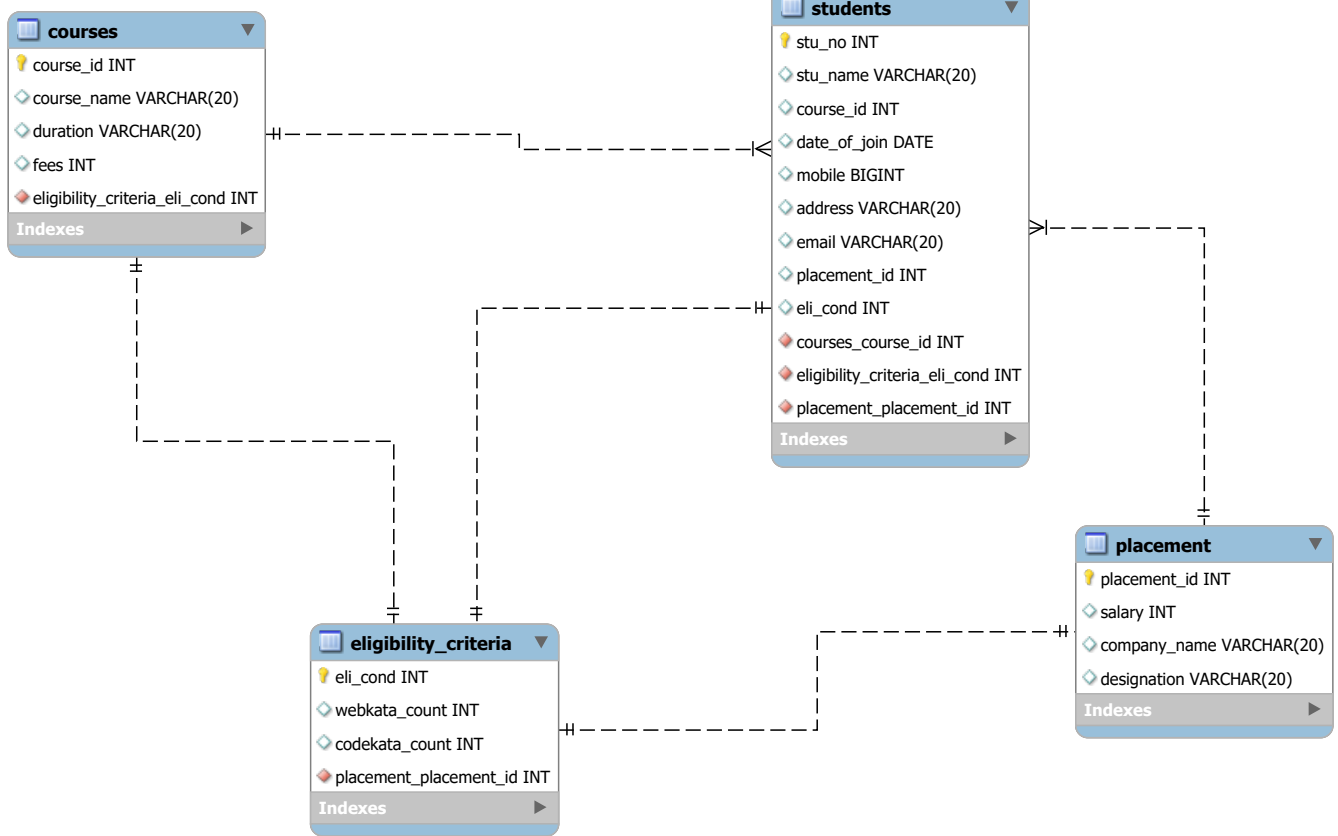 courses
course_id INT
course_name VARCHAR(20)
duration VARCHAR(20)
fees INT
eligibility_criteria_eli_cond INT
Indexes
students
stu_no INT
stu_name VARCHAR(20)
course_id INT
date_of_join DATE
mobile BIGINT
address VARCHAR(20)
email VARCHAR(20)
placement_id INT
eli_cond INT
courses_course_id INT
eligibility_criteria_eli_cond INT
placement_placement_id INT
Indexes
eligibility_criteria
eli_cond INT
webkata_count INT
codekata_count INT
placement_placement_id INT
Indexes
placement
placement_id INT
salary INT
company_name VARCHAR(20)
designation VARCHAR(20)
Indexes